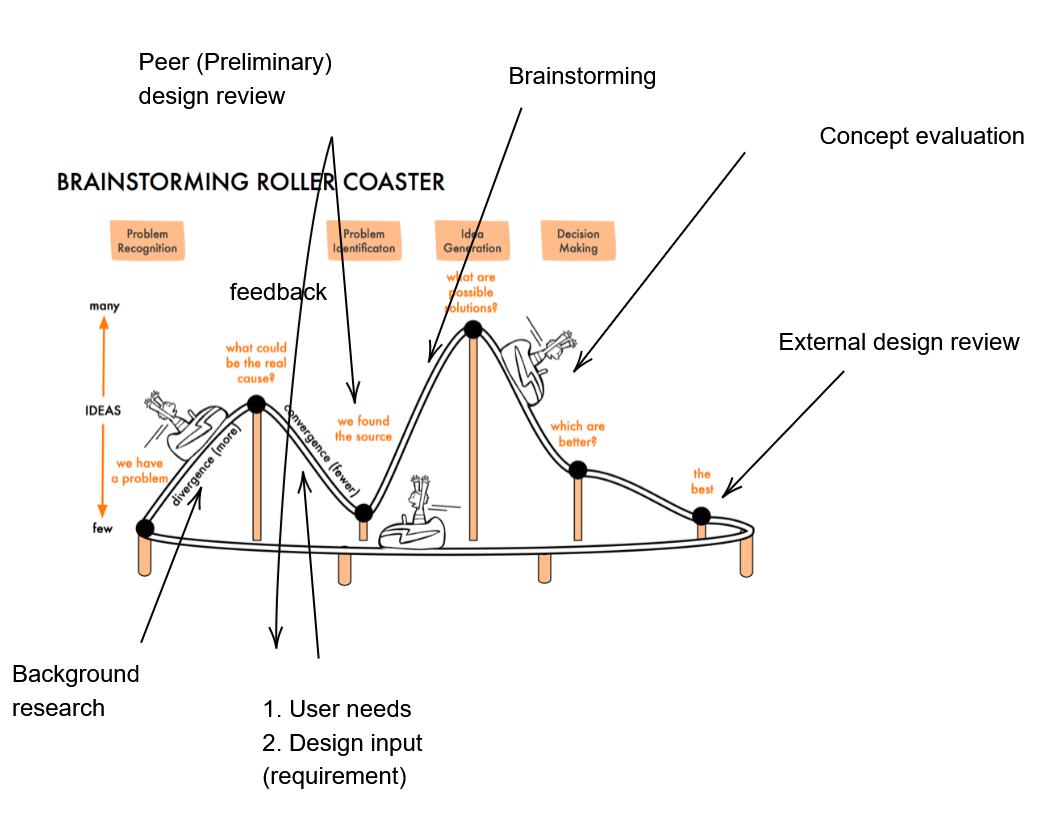 Peer (Preliminary)
design review
Brainstorming
Concept evaluation
BRAINSTORMING ROLLER COASTER
Problem
Recognition
Problem
Identificaton
Idea
Generation
Decision
Making
feedback
what are
possible
solutions?
many
IDEAS
few
what could
be the real
cause?
External design review
we have
a problem
divergence (more)
convergence (fewer)
we found
the source
which are
better?
the
best
Background
research
1. User needs
2. Design input
(requirement)